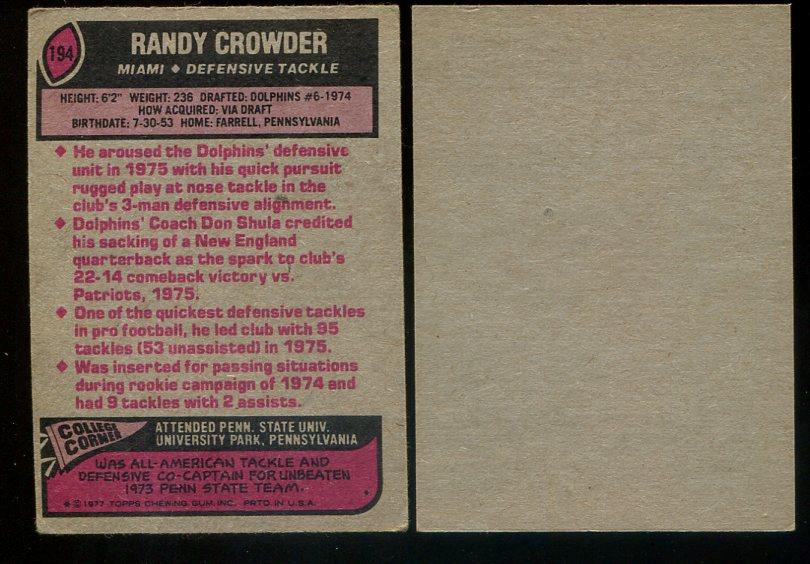 194
RANDY CROWDER
MIAMI ◆ DEFENSIVE TACKLE
HEIGHT: 6'2" WEIGHT: 236 DRAFTED: DOLPHINS #6-1974
HOW ACQUIRED: VIA DRAFT
BIRTHDATE: 7-30-53 HOME: FARRELL, PENNSYLVANIA
◆ He aroused the Dolphins' defensive
unit in 1975 with his quick pursuit
rugged play at nose tackle in the
club's 3-man defensive alignment.
◆ Dolphins' Coach Don Shula credited
his sacking of a New England
quarterback as the spark to club's
22-14 comeback victory vs.
Patriots, 1975.
◆ One of the quickest defensive tackles
in pro football, he led club with 95
tackles (53 unassisted) in 1975.
◆ Was inserted for passing situations
during rookie campaign of 1974 and
had 9 tackles with 2 assists.
COLLEGE
CORNER
ATTENDED PENN. STATE UNIV.
UNIVERSITY PARK, PENNSYLVANIA
WAS ALL-AMERICAN TACKLE AND
DEFENSIVE CO-CAPTAIN FOR UNBEATEN
1973 PENN STATE TEAM.
* © 1977 TOPPS CHEWING GUM, INC. PRTD IN U.S.A.